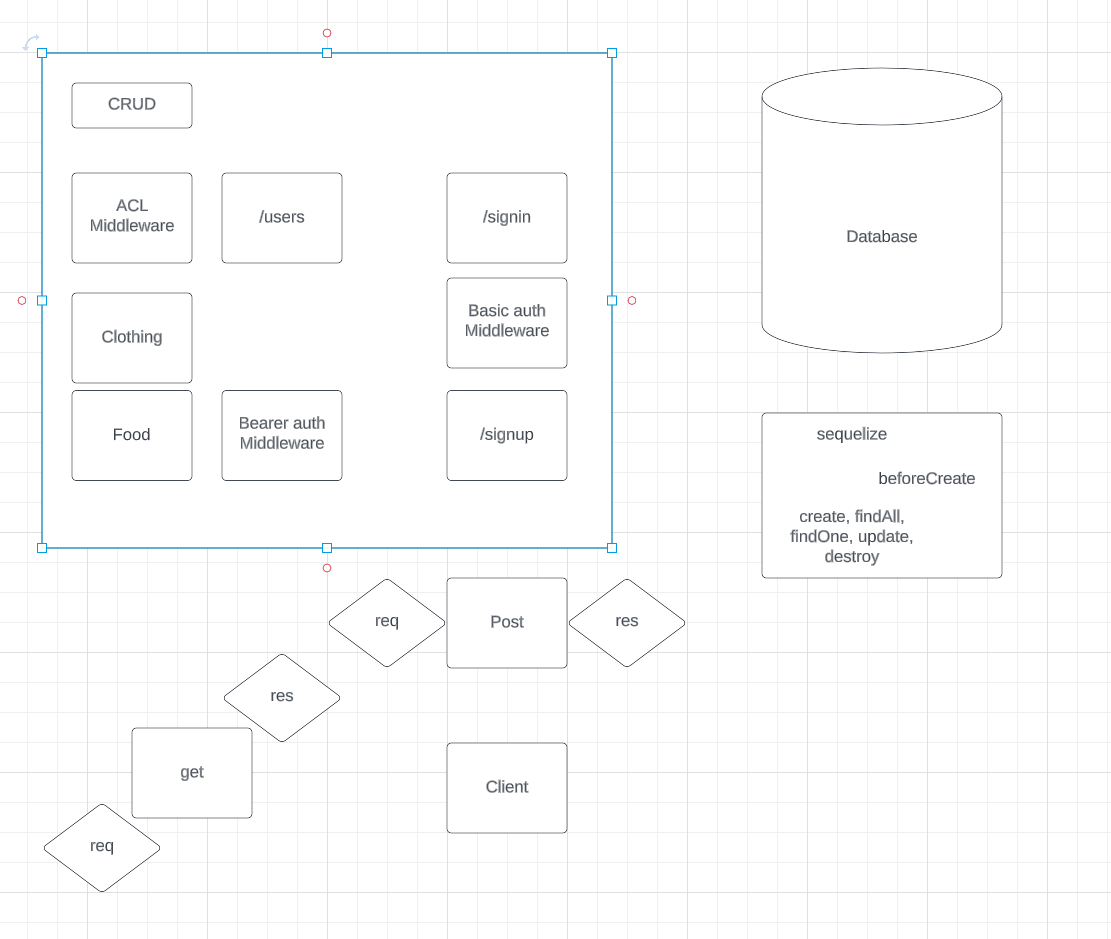 CRUD
ACL
Middleware
/users
/signin
Database
Clothing
Basic auth
Middleware
Food
Bearer auth
Middleware
/signup
sequelize
beforeCreate
create, findAll,
findOne, update,
destroy
req
Post
res
res
get
Client
req